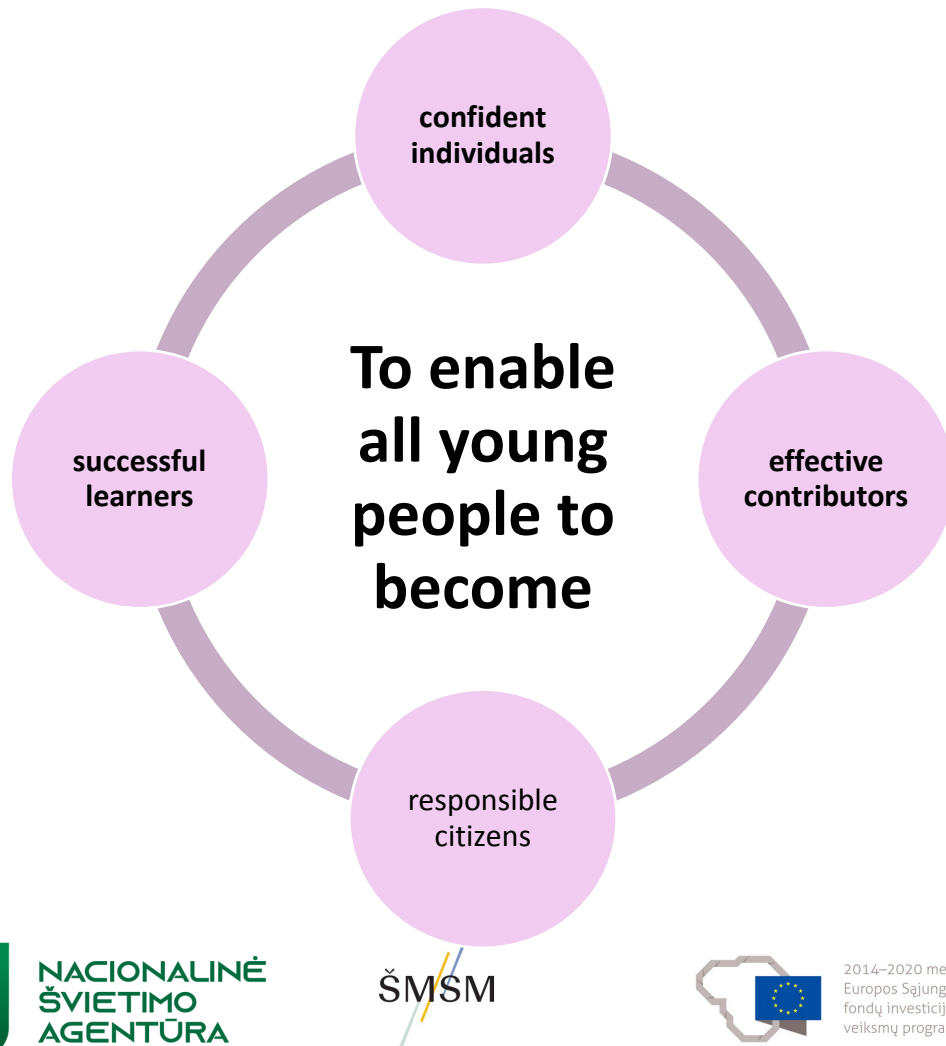 confident
individuals
To enable
all young
people to
become
successful
learners
effective
contributors
responsible
citizens
NACIONALINĖ
ŠVIETIMO
AGENTŪRA
ŠMSM
2014–2020
Europos Sąjung
fondų investicij
veiksmų progra